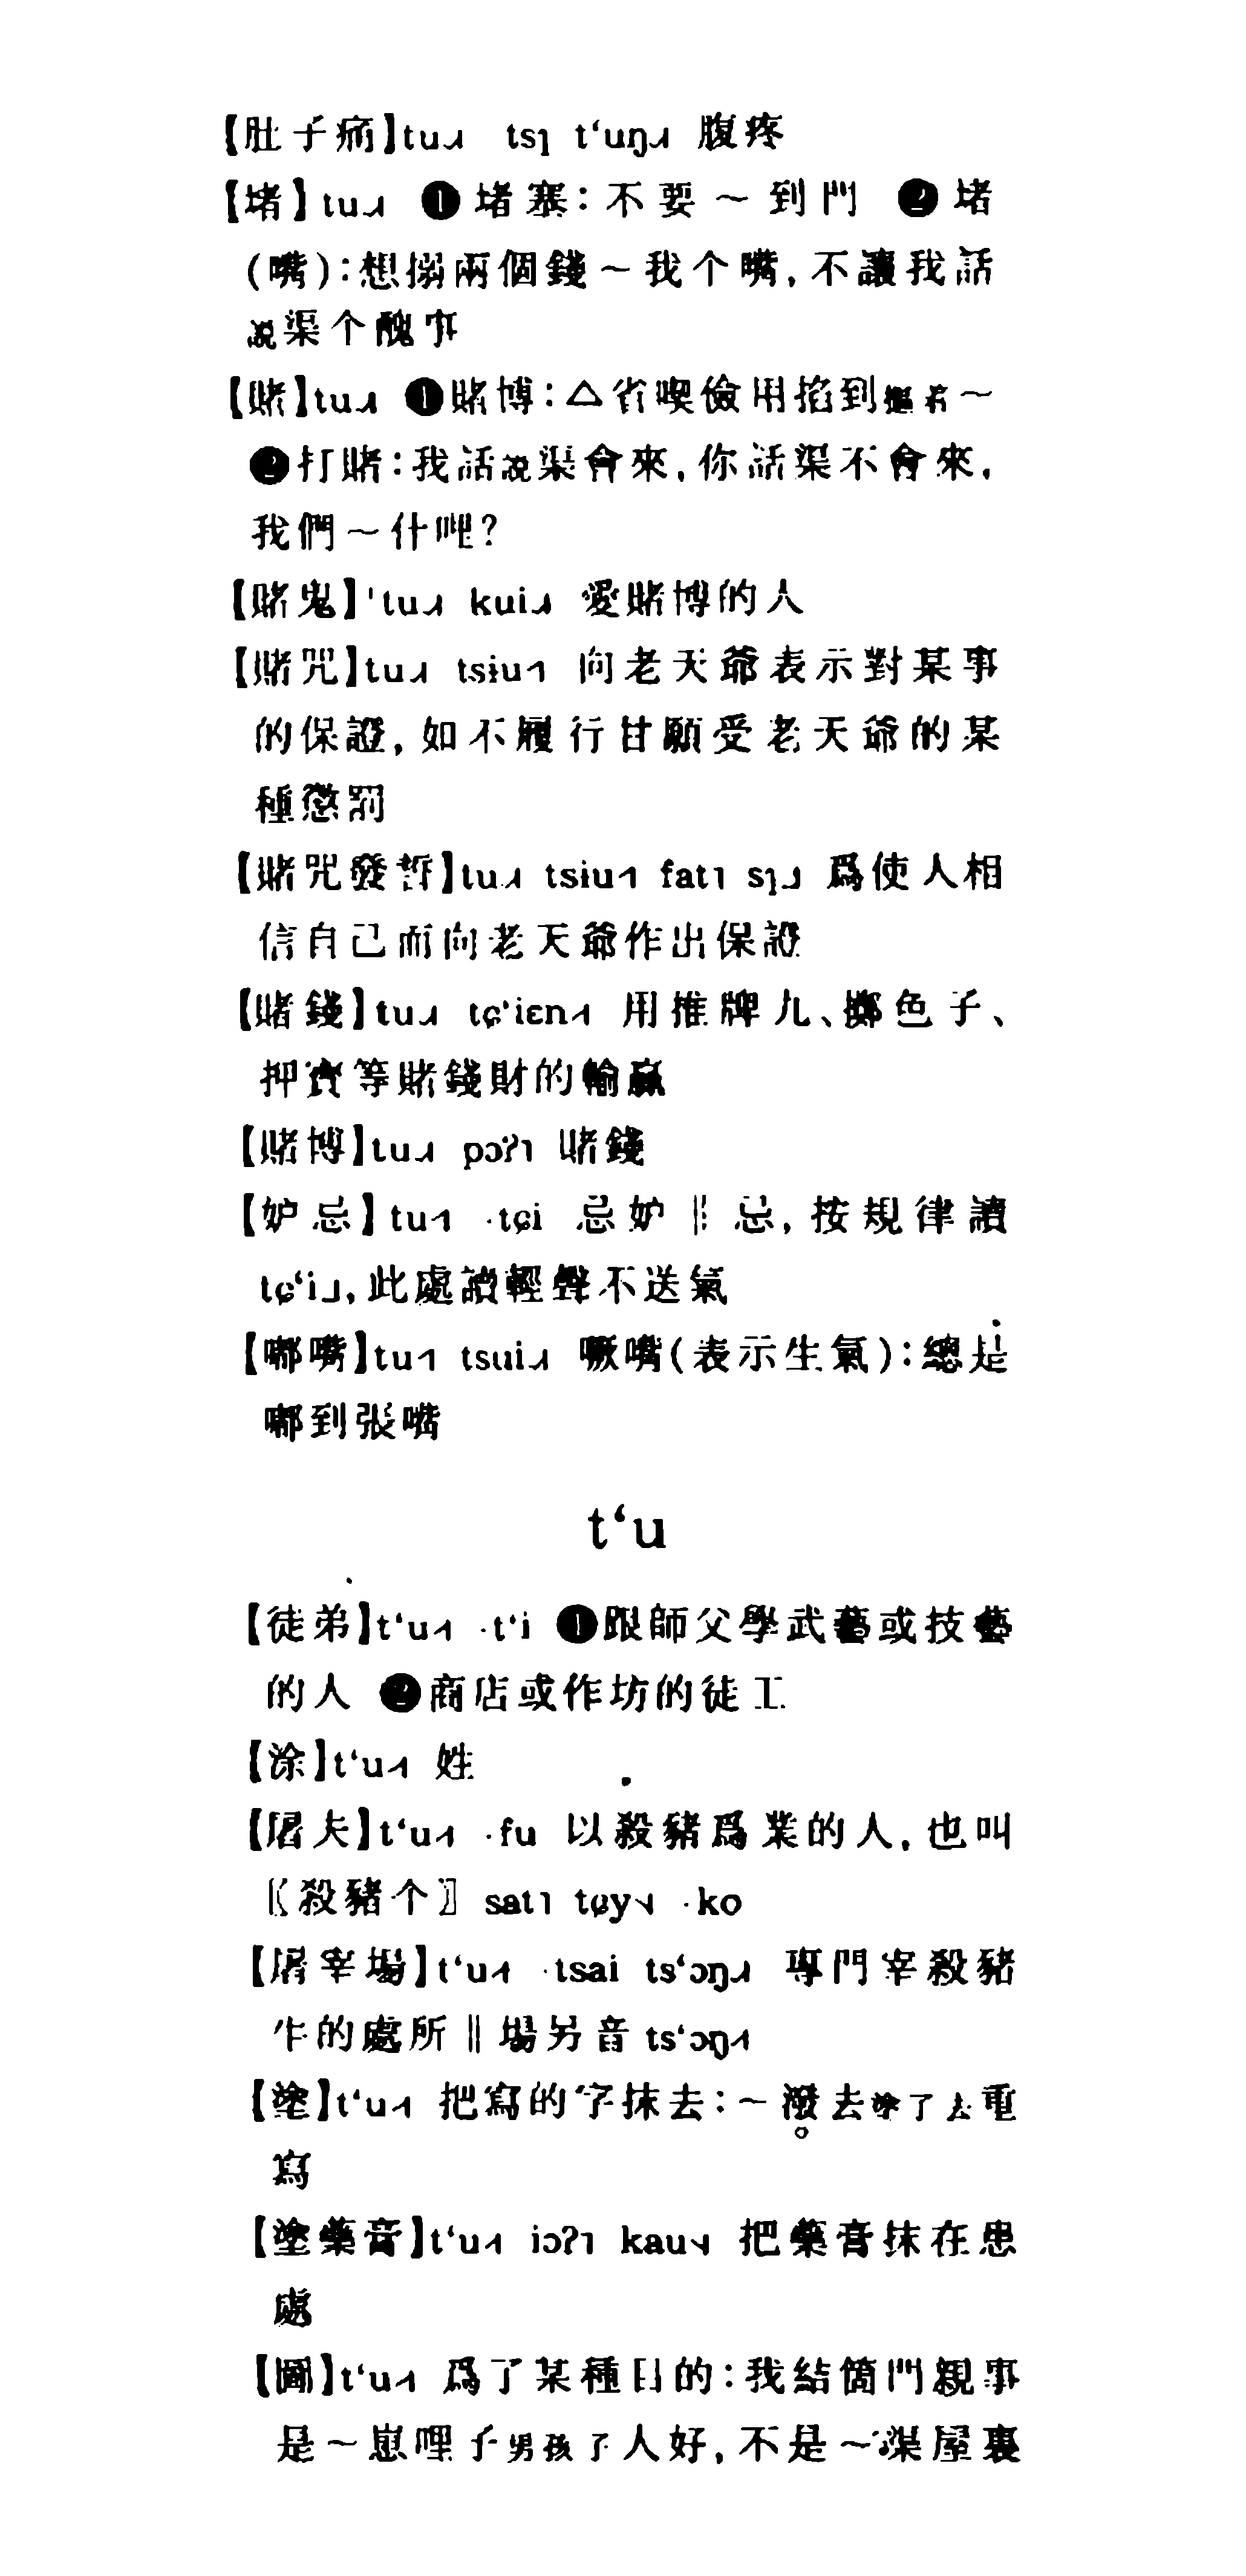 【肚子痛】tu˩ tsʅ t‘uŋ˩ 腹疼
【堵】tu˩ ❶堵塞：不要～到門 ❷堵
(嘴)：想搦兩個錢～我个嘴，不讓我話
說渠个醜事
【賭】tu˩ ❶賭博：△省喫儉用掐到攢着～
❷打賭：我話說渠會來，你話渠不會來，
我們～什哩？
【賭鬼】tu˩ kui˩ 愛賭博的人
【賭咒】tu˩ tsiu˧ 向老天爺表示對某事
的保證，如不履行甘願受老天爺的某
種懲罰
【賭咒發誓】tu˩ tsiu˧ fat˥ sʅ˩ 爲使人相
信自己而向老天爺作出保證
【賭錢】tu˩ tɕ‘iɛn˧ 用推牌九、擲色子、
押寶等賭錢財的輸贏
【賭博】tu˩ pɔʔ˥ 賭錢
【妒忌】tu˧ ·tɕi 忌妒 ‖ 忌，按規律讀
tɕ‘i˩，此處讀輕聲不送氣
【嘟嘴】tu˧ tsui˩ 噘嘴(表示生氣)：總是
嘟到張嘴
t‘u
【徒弟】t‘u˧ ·t‘i ❶跟師父學武藝或技藝
的人 ❷商店或作坊的徒工
【涂】t‘u˧ 姓
【屠夫】t‘u˧ ·fu 以殺豬爲業的人，也叫
〖殺豬个〗sat˥ tɕy˧ ·ko
【屠宰場】t‘u˧ ·tsai ts‘ɔŋ˩ 專門宰殺豬
牛的處所 ‖ 場另音 ts‘ɔŋ˧
【塗】t‘u˧ 把寫的字抹去：～潑去塗了去重
寫
【塗藥膏】t‘u˧ iɔʔ˥ kau˧ 把藥膏抹在患
處
【圖】t‘u˧ 爲了某種目的：我結箇門親事
是～崽哩子男孩子人好，不是～渠屋裏